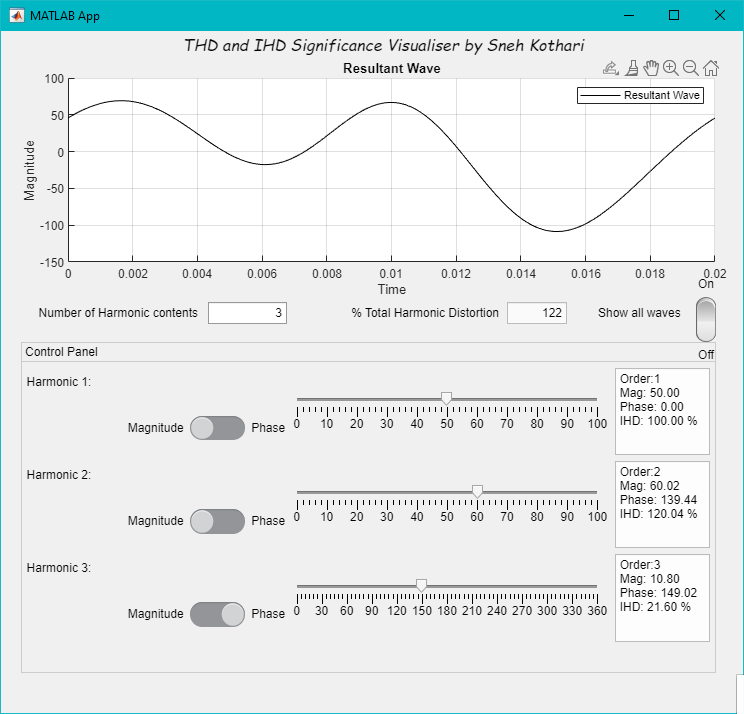 MATLAB App
THD and IHD Significance Visualiser by Sneh Kothari
Resultant Wave
Resultant Wave
100
50
0
-50
-100
-150
Magnitude
0 0.002 0.004 0.006 0.008 0.01 0.012 0.014 0.016 0.018 0.02
Time
On
Number of Harmonic contents 3 % Total Harmonic Distortion 122 Show all waves
Off
Control Panel
Harmonic 1:
Magnitude Phase
0 10 20 30 40 50 60 70 80 90 100
Order:1
Mag: 50.00
Phase: 0.00
IHD: 100.00 %
Harmonic 2:
Magnitude Phase
0 10 20 30 40 50 60 70 80 90 100
Order:2
Mag: 60.02
Phase: 139.44
IHD: 120.04 %
Harmonic 3:
Magnitude Phase
0 30 60 90 120 150 180 210 240 270 300 330 360
Order:3
Mag: 10.80
Phase: 149.02
IHD: 21.60 %